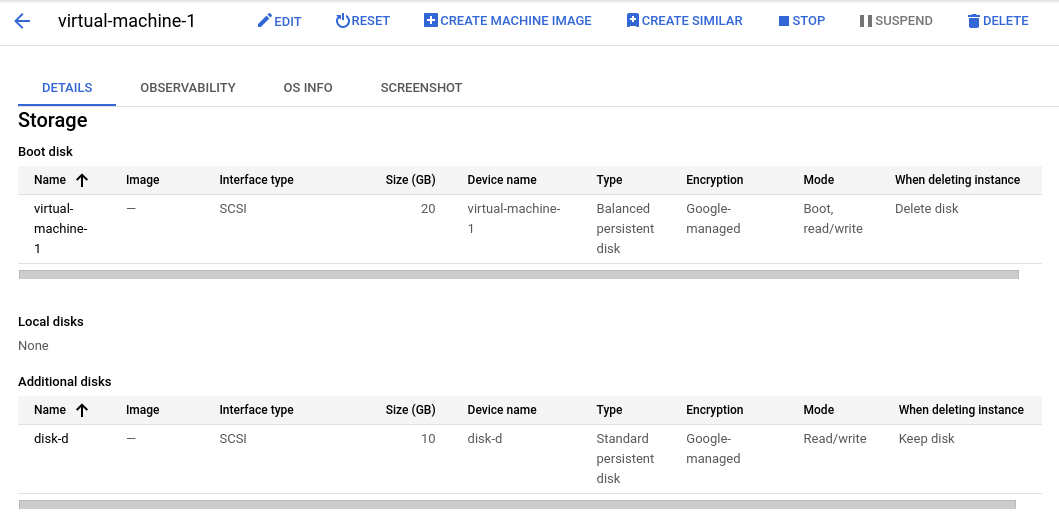 virtual-machine-1 EDIT RESET CREATE MACHINE IMAGE CREATE SIMILAR STOP SUSPEND DELETE
DETAILS OBSERVABILITY OS INFO SCREENSHOT
Storage
Boot disk
Name Image Interface type Size (GB) Device name Type Encryption Mode When deleting instance
virtual- — SCSI 20 virtual-machine- Balanced Google- Boot, Delete disk
machine- 1 persistent managed read/write
1 disk
Local disks
None
Additional disks
Name Image Interface type Size (GB) Device name Type Encryption Mode When deleting instance
disk-d — SCSI 10 disk-d Standard Google- Read/write Keep disk
persistent managed
disk